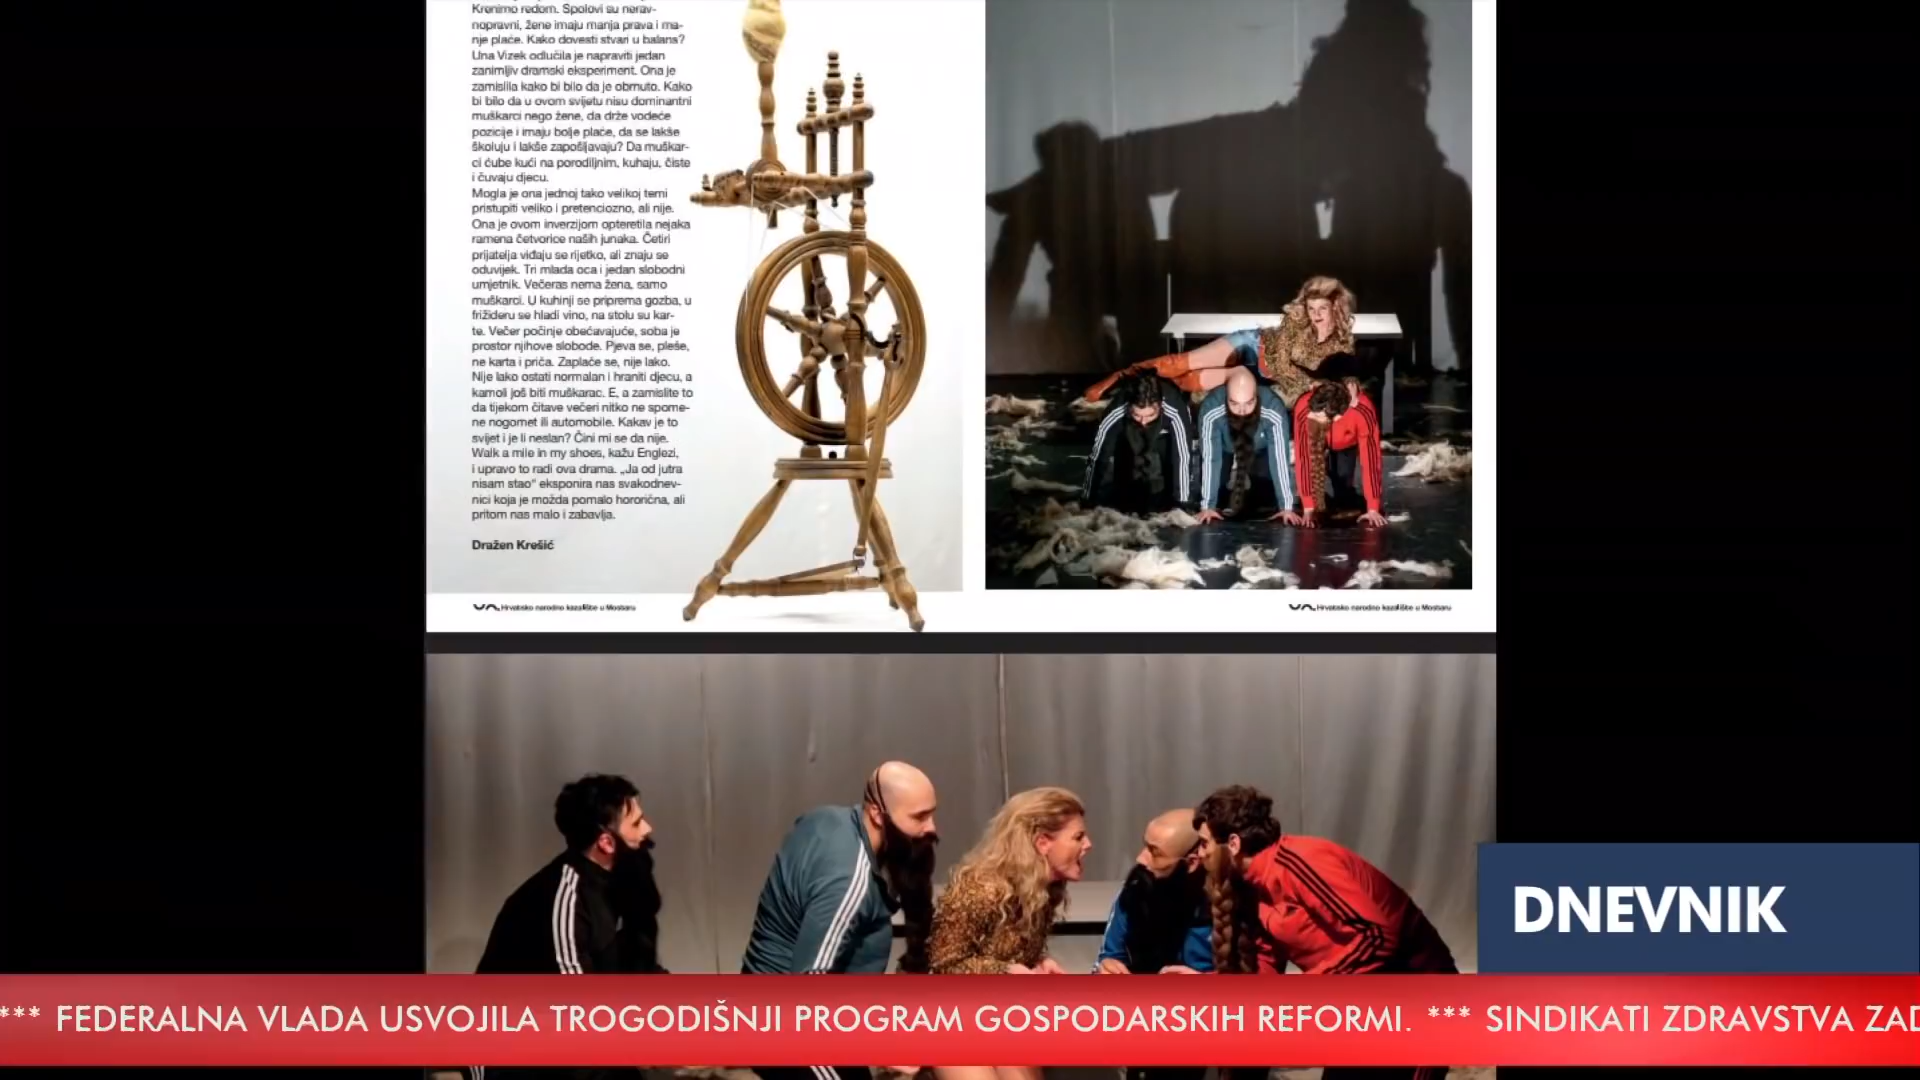 Krenimo redom. Spolovi su nerav-
nopravni, žene imaju manja prava i ma-
nje plaće. Kako dovesti stvari u balans?
Una Vizek odlučila je napraviti jedan
zanimljiv dramski eksperiment. Ona je
zamislila kako bi bilo da je obrnuto. Kako
bi bilo da u ovom svijetu nisu dominantni
muškarci nego žene, da drže vodeće
pozicije i imaju bolje plaće, da se lakše
školuju i lakše zapošljavaju? Da muškar-
ci ćube kući na porodiljnim, kuhaju, čiste
i čuvaju djecu.
Mogla je ona jednoj tako velikoj temi
pristupiti veliko i pretenciozno, ali nije.
Ona je ovom inverzijom opteretila nejaka
ramena četvorice naših junaka. Četiri
prijatelja viđaju se rijetko, ali znaju se
oduvijek. Tri mlada oca i jedan slobodni
umjetnik. Večeras nema žena, samo
muškarci. U kuhinji se priprema gozba, u
frižideru se hladi vino, na stolu su kar-
te. Večer počinje obećavajuće, soba je
prostor njihove slobode. Pjeva se, pleše,
ne karta i priča. Zaplače se, nije lako.
Nije lako ostati normalan i hraniti djecu, a
kamoli još biti muškarac. E, a zamislite to
da tijekom čitave večeri nitko ne spome-
ne nogomet ili automobile. Kakav je to
svijet i je li neslan? Čini mi se da nije.
Walk a mile in my shoes, kažu Englezi,
i upravo to radi ova drama. „Ja od jutra
nisam stao“ eksponira nas svakodnev-
nici koja je možda pomalo hororična, ali
pritom nas malo i zabavlja.
Dražen Krešić
Hrvatsko narodno kazalište u Mostaru
Hrvatsko narodno kazalište u Mostaru
DNEVNIK
*** FEDERALNA VLADA USVOJILA TROGODIŠNJI PROGRAM GOSPODARSKIH REFORMI. *** SINDIKATI ZDRAVSTVA ZAD